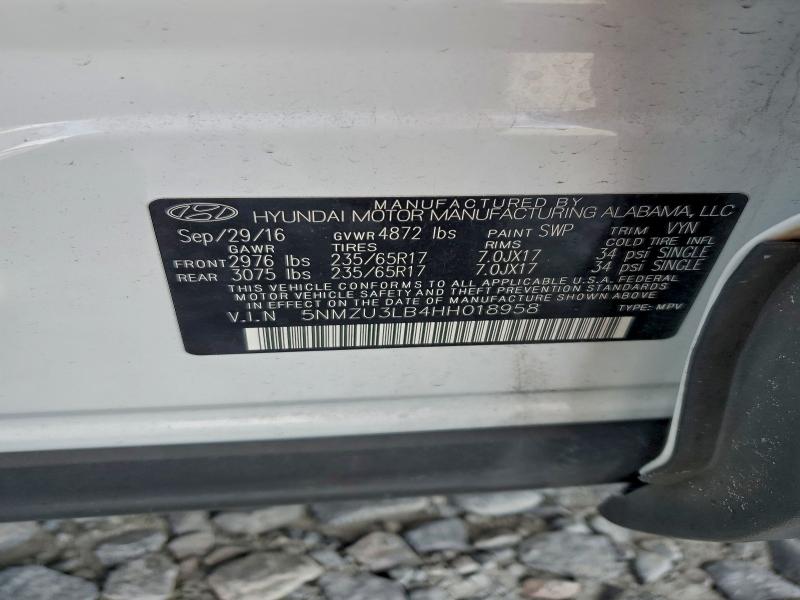 MANUFACTURED BY
HYUNDAI MOTOR MANUFACTURING ALABAMA, LLC
Sep/29/16 GVWR 4872 lbs PAINT SWP TRIM VYN
GAWR TIRES RIMS COLD TIRE INFL
FRONT 2976 lbs 235/65R17 7.0JX17 34 psi SINGLE
REAR 3075 lbs 235/65R17 7.0JX17 34 psi SINGLE
THIS VEHICLE CONFORMS TO ALL APPLICABLE U.S.A. FEDERAL
MOTOR VEHICLE SAFETY AND THEFT PREVENTION STANDARDS
IN EFFECT ON THE DATE OF MANUFACTURE SHOWN ABOVE
V.I.N 5NMZU3LB4HH018958 TYPE: MPV